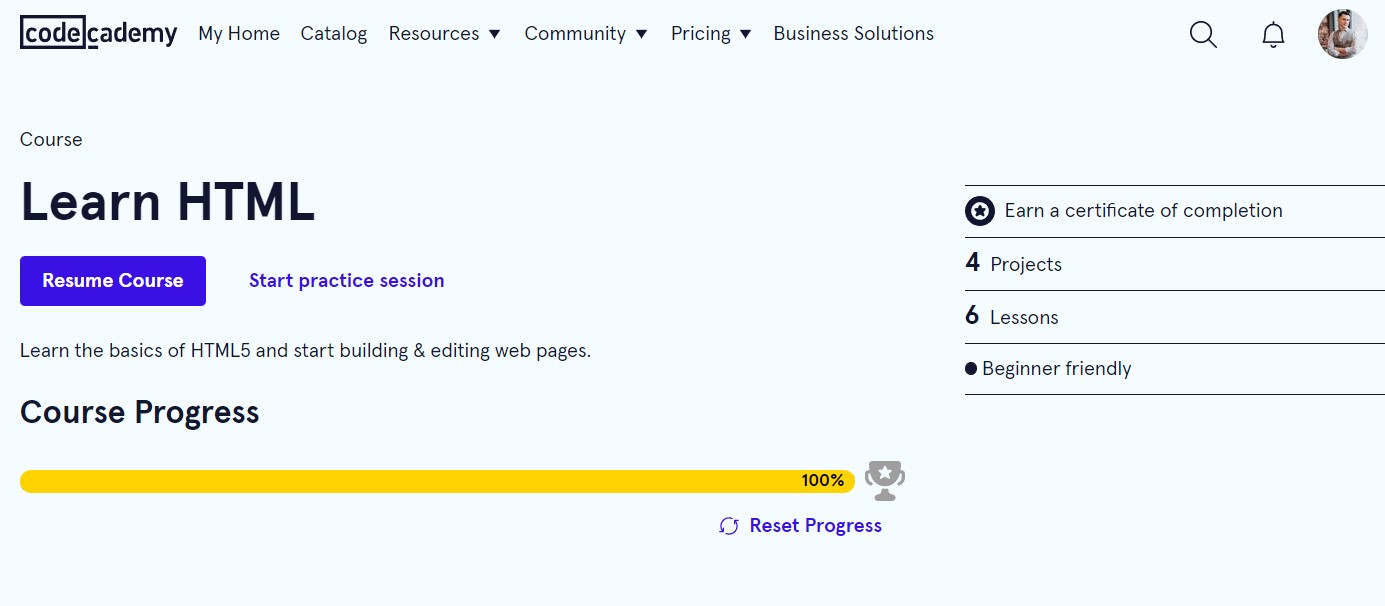 codecademy My Home Catalog Resources Community Pricing Business Solutions
Course
Learn HTML
Resume Course Start practice session
Learn the basics of HTML5 and start building & editing web pages.
Course Progress
100%
Reset Progress
Earn a certificate of completion
4 Projects
6 Lessons
Beginner friendly